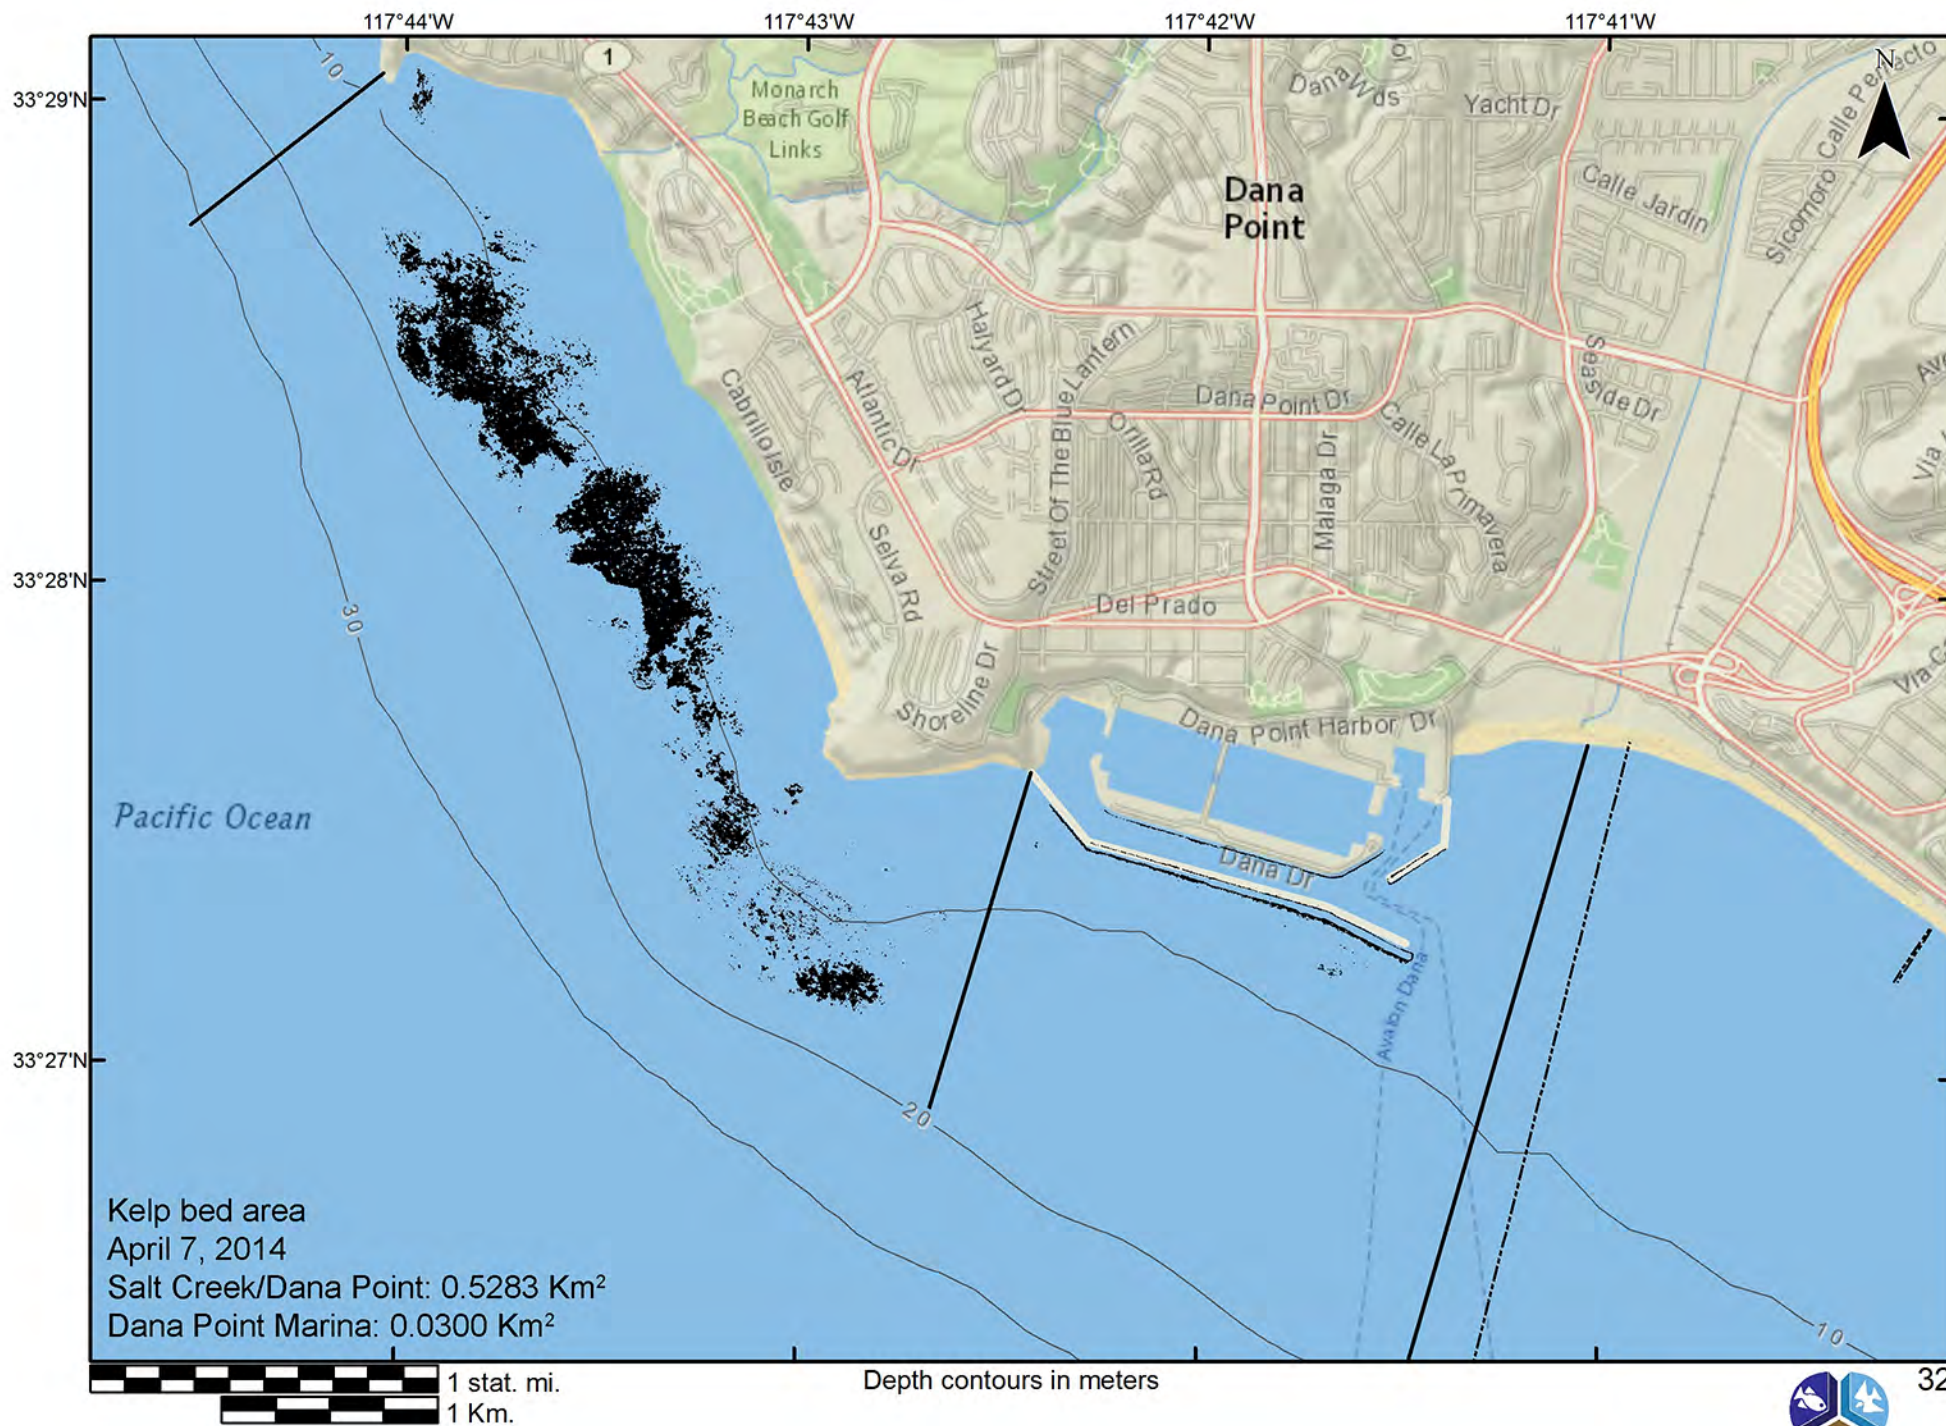 117°44'W
117°43'W
117°42'W
117°41'W
33°29'N
33°28'N
33°27'N
N
10
1
Monarch
Beach Golf
Links
Dana
Point
Yacht Dr
Calle Jardin
Sicomoro Calle Perfecto
Halyard Dr
Street Of The Blue Lantern
Cabrillo Isle
Atlantic Dr
Dana Point Dr
Orilla Rd
Malaga Dr
Calle La Primavera
Seaside Dr
Selva Rd
Del Prado
Shoreline Dr
Dana Point Harbor Dr
Dana Dr
Avalon Dana
30
20
10
Pacific Ocean
Kelp bed area
April 7, 2014
Salt Creek/Dana Point: 0.5283 Km²
Dana Point Marina: 0.0300 Km²
1 stat. mi.
1 Km.
Depth contours in meters
32